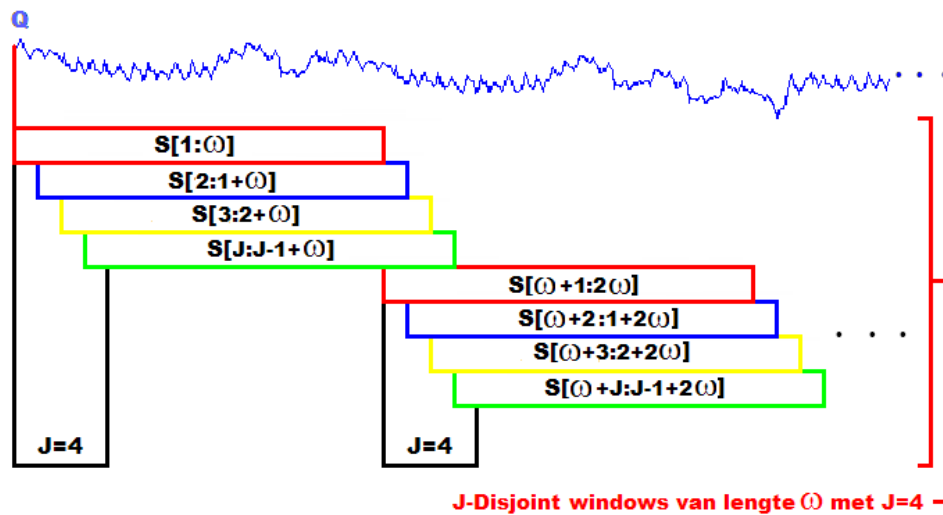 Q
S[1:ω]
S[2:1+ω]
S[3:2+ω]
S[J:J-1+ω]
S[ω+1:2ω]
S[ω+2:1+2ω]
S[ω+3:2+2ω]
S[ω+J:J-1+2ω]
J=4
J=4
J-Disjoint windows van lengte ω met J=4